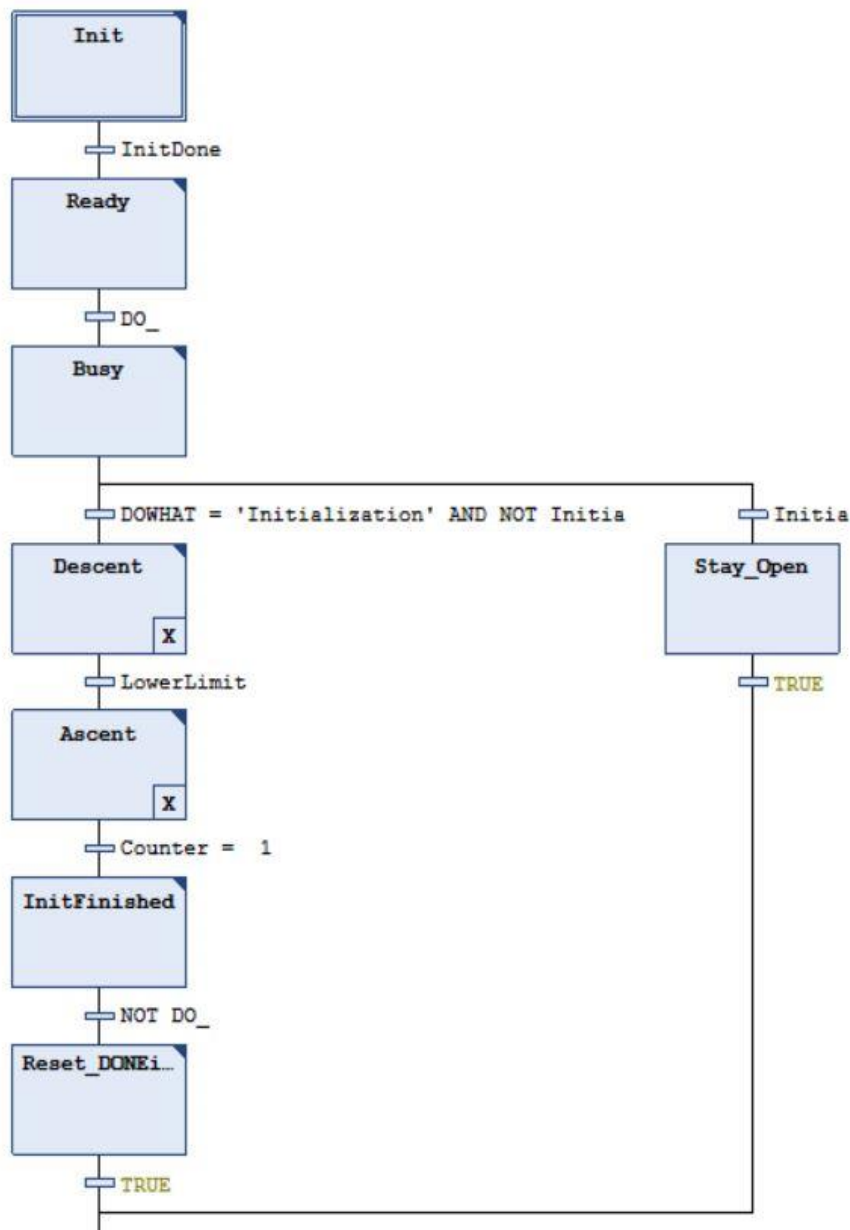 Init
InitDone
Ready
DO_
Busy
DOWHAT = 'Initialization' AND NOT Initia
Initia
Descent
X
Stay_Open
LowerLimit
TRUE
Ascent
X
Counter =  1
InitFinished
NOT DO_
Reset_DONEi…
TRUE